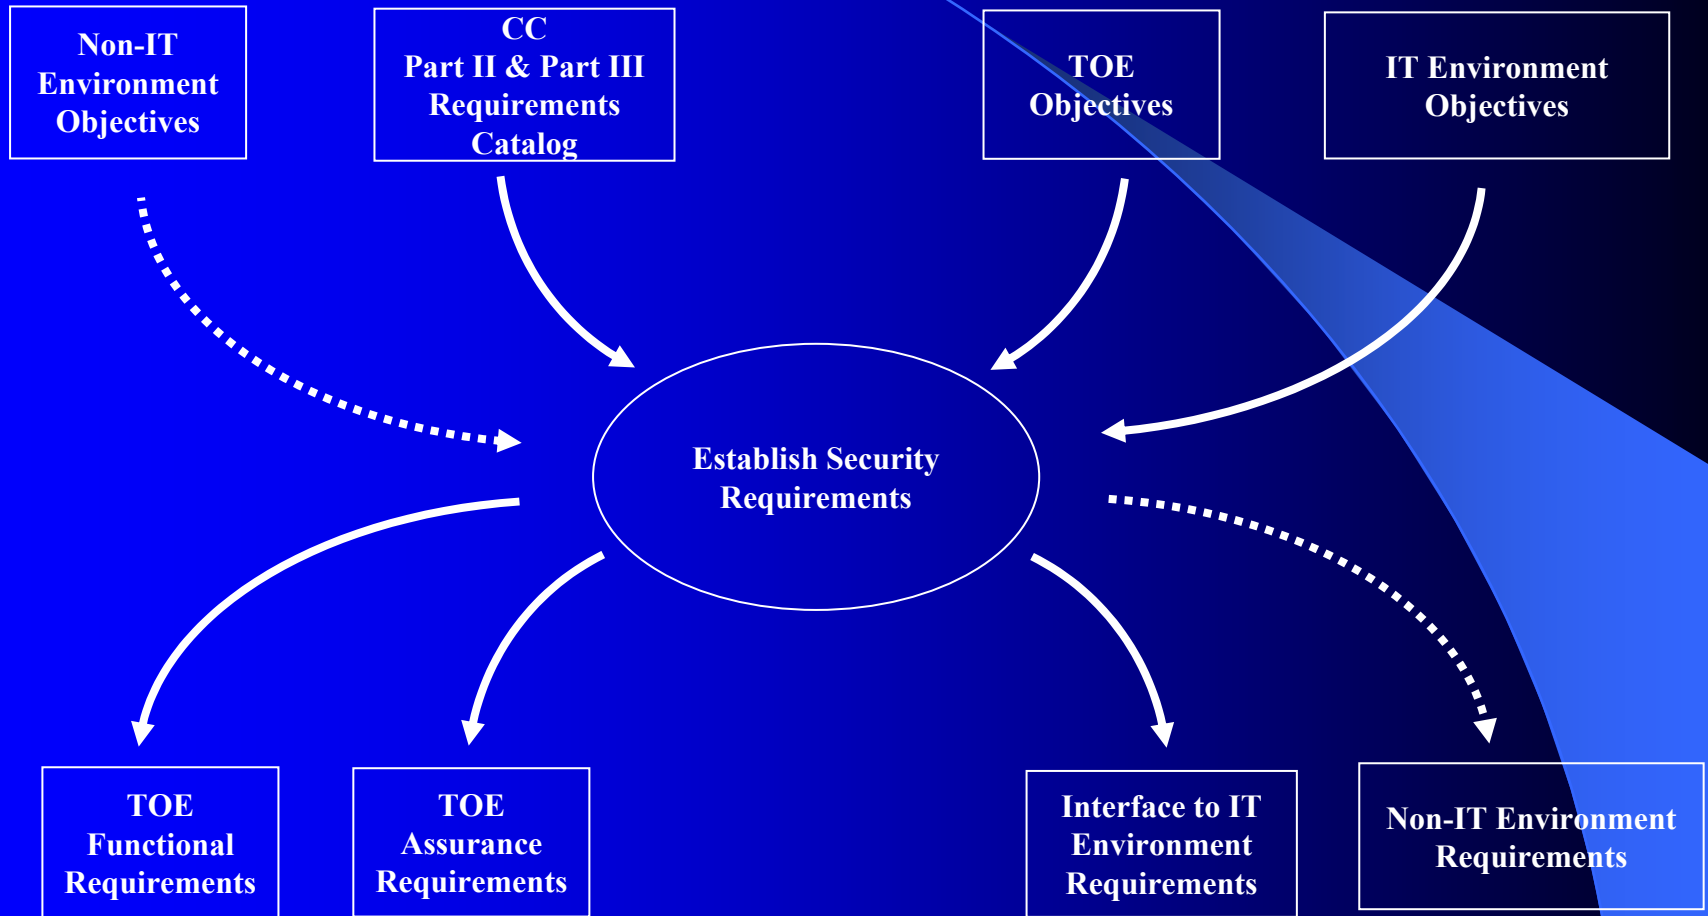 Non-IT
Environment
Objectives
CC
Part II & Part III
Requirements
Catalog
TOE
Objectives
IT Environment
Objectives
Establish Security
Requirements
TOE
Functional
Requirements
TOE
Assurance
Requirements
Interface to IT
Environment
Requirements
Non-IT Environment
Requirements